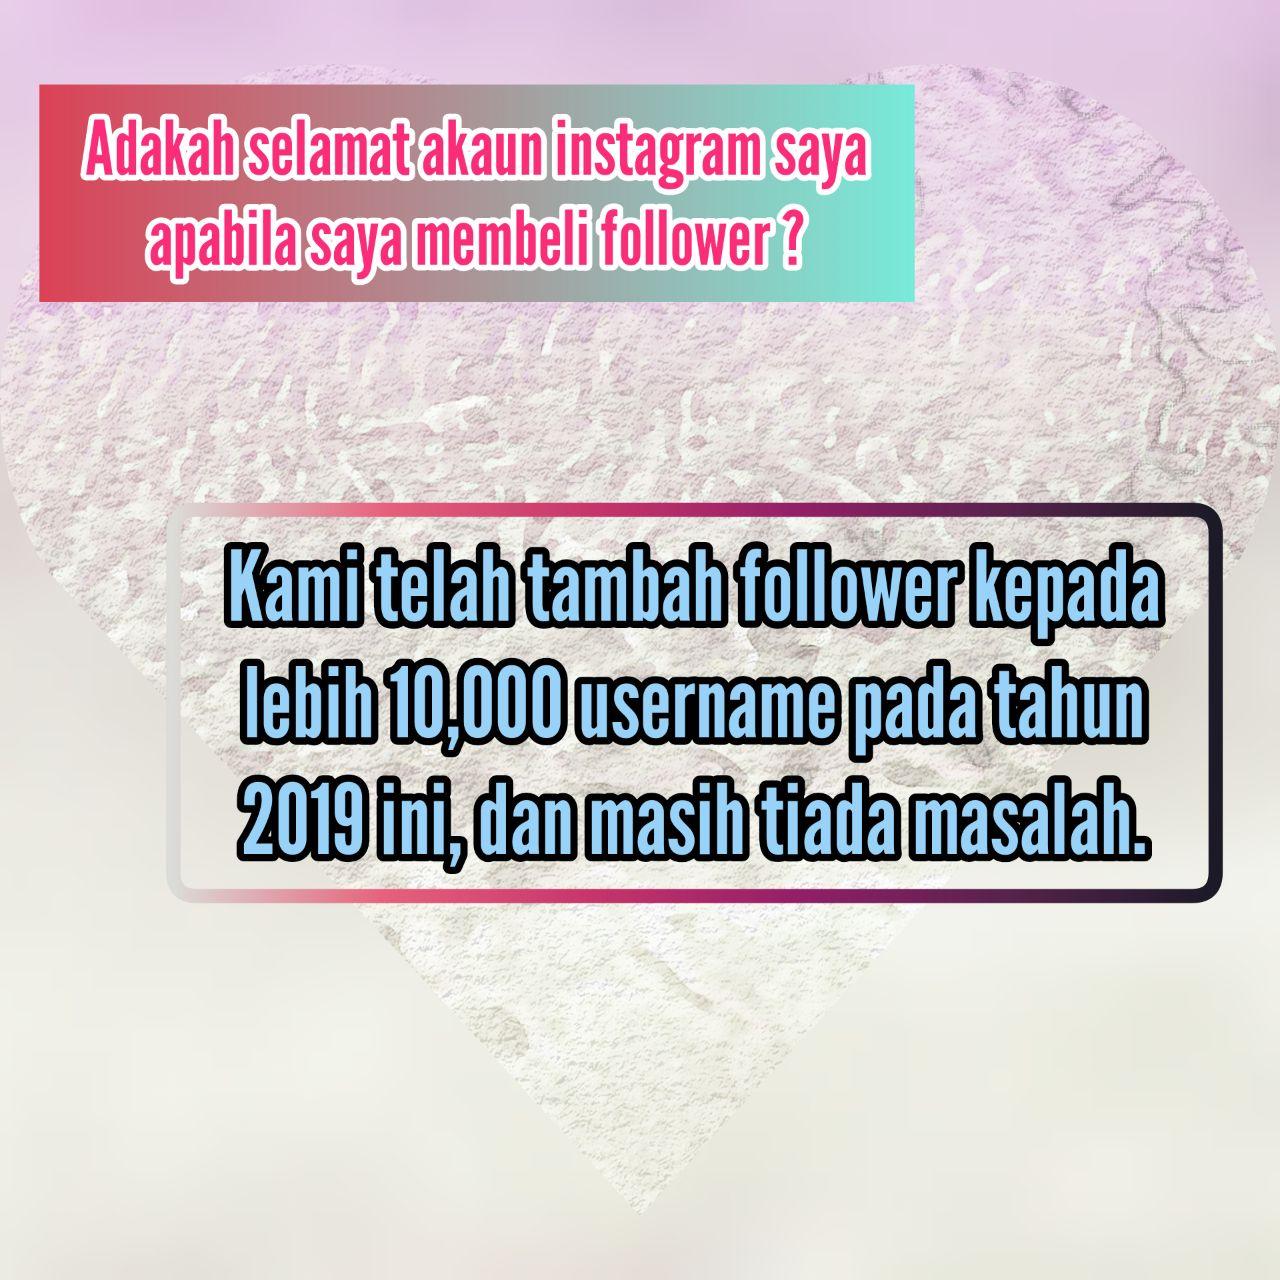 Adakah selamat akaun instagram saya
apabila saya membeli follower ?
Kami telah tambah follower kepada
lebih 10,000 username pada tahun
2019 ini, dan masih tiada masalah.